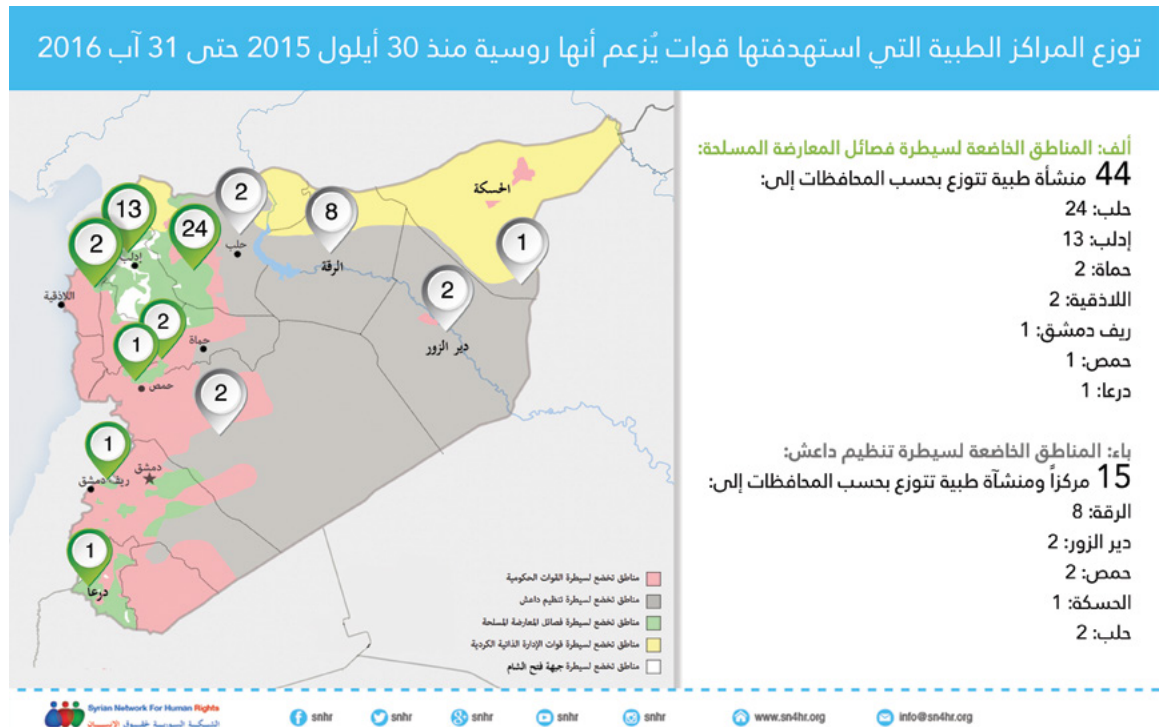 توزع المراكز الطبية التي استهدفتها قوات يُزعم أنها روسية منذ 30 أيلول 2015 حتى 31 آب 2016
ألف: المناطق الخاضعة لسيطرة فصائل المعارضة المسلحة:
44 منشأة طبية تتوزع بحسب المحافظات إلى:
حلب: 24
إدلب: 13
حماة: 2
اللاذقية: 2
ريف دمشق: 1
حمص: 1
درعا: 1
باء: المناطق الخاضعة لسيطرة تنظيم داعش:
15 مركزاً ومنشآة طبية تتوزع بحسب المحافظات إلى:
الرقة: 8
دير الزور: 2
حمص: 2
الحسكة: 1
حلب: 2
الحسكة
2
13
8
24
2
1
حلب
إدلب
الرقة
2
اللاذقية
2
1
حماة
دير الزور
حمص
2
1
دمشق
ريف دمشق
1
درعا
مناطق تخضع لسيطرة القوات الحكومية
مناطق تخضع لسيطرة تنظيم داعش
مناطق تخضع لسيطرة فصائل المعارضة المسلحة
مناطق تخضع لسيطرة قوات الإدارة الذاتية الكردية
مناطق تخضع لسيطرة جبهة فتح الشام
Syrian Network For Human Rights
الشبكة السورية لحقوق الإنسان
snhr
snhr
snhr
snhr
snhr
www.sn4hr.org
info@sn4hr.org